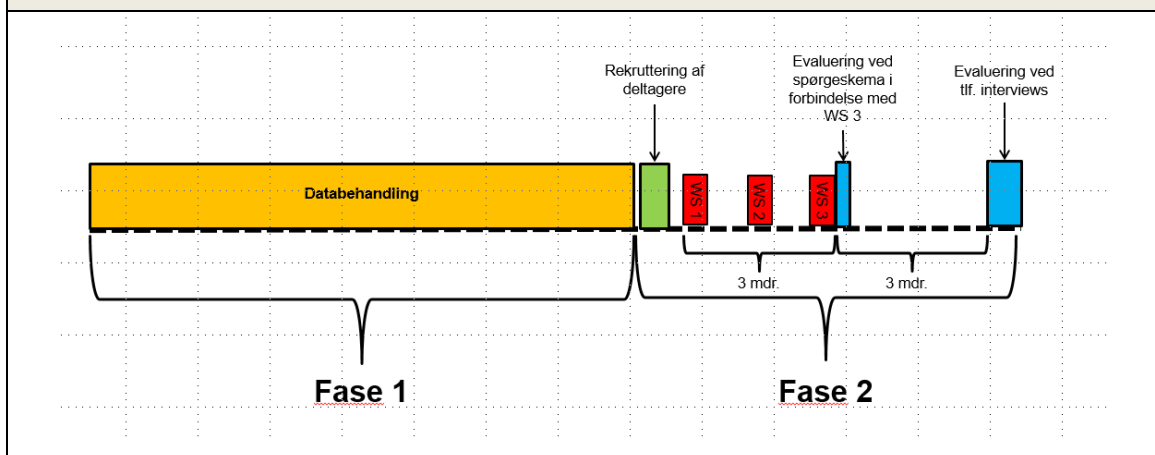 Rekruttering af
deltagere
Evaluering ved
spørgeskema i
forbindelse med
WS 3
Evaluering ved
tlf. interviews
Databehandling
WS 1
WS 2
WS 3
3 mdr.
3 mdr.
Fase 1
Fase 2